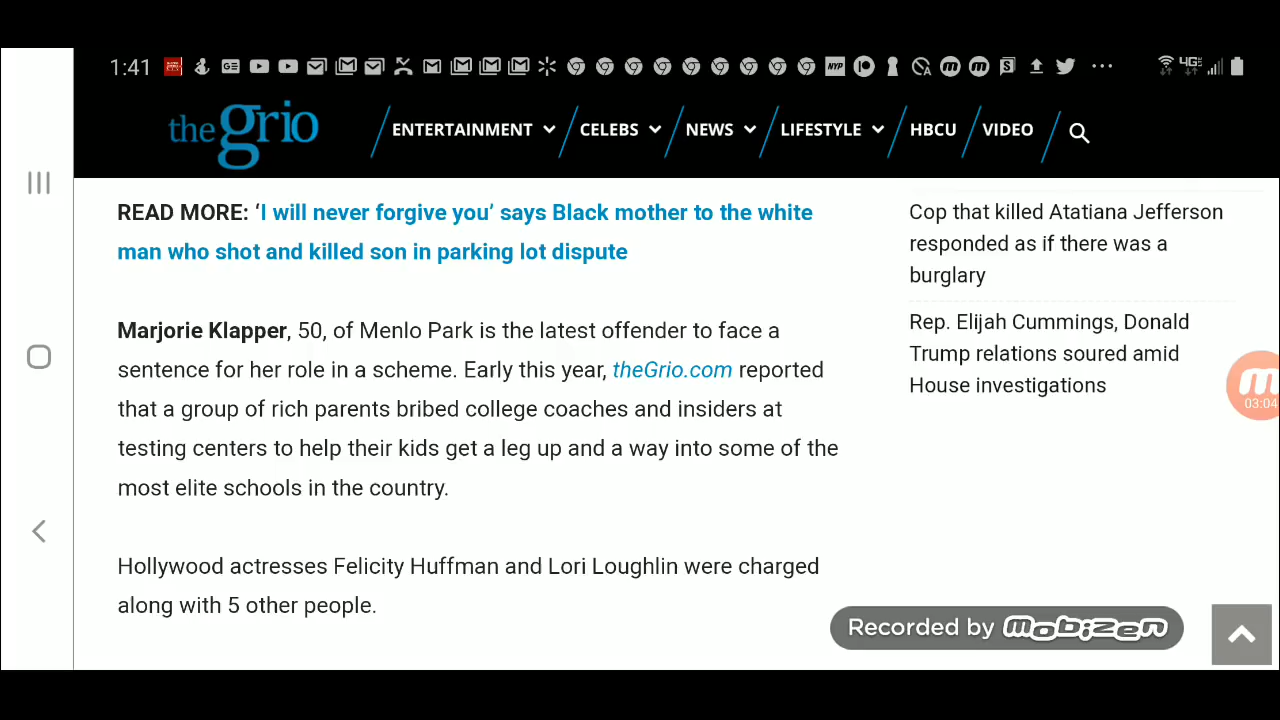 1:41
NYP
4GE
the grio
ENTERTAINMENT
CELEBS
NEWS
LIFESTYLE
HBCU
VIDEO
READ MORE: ‘I will never forgive you’ says Black mother to the white
man who shot and killed son in parking lot dispute
Marjorie Klapper, 50, of Menlo Park is the latest offender to face a
sentence for her role in a scheme. Early this year, theGrio.com reported
that a group of rich parents bribed college coaches and insiders at
testing centers to help their kids get a leg up and a way into some of the
most elite schools in the country.
Hollywood actresses Felicity Huffman and Lori Loughlin were charged
along with 5 other people.
Cop that killed Atatiana Jefferson
responded as if there was a
burglary
Rep. Elijah Cummings, Donald
Trump relations soured amid
House investigations
03:04
Recorded by mobizen